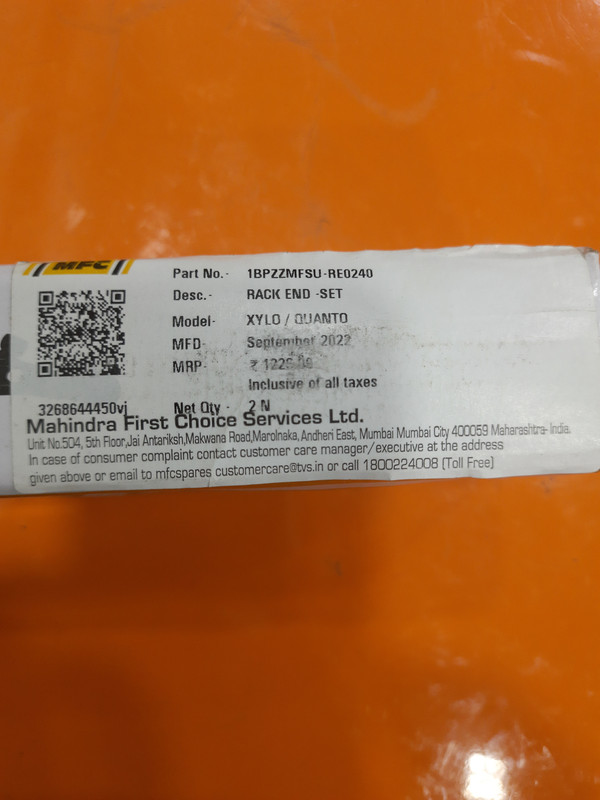 MFC
Part No.- 1BPZZMFSU-RE0240
Desc.- RACK END -SET
Model- XYLO / QUANTO
MFD- September 2022
MRP- ₹
Inclusive of all taxes
3268644450vj Net Qty - 2 N
Mahindra First Choice Services Ltd.
Unit No.504, 5th Floor,Jai Antariksh,Makwana Road,Marolnaka,Andheri East, Mumbai Mumbai City 400059 Maharashtra- India.
In case of consumer complaint contact customer care manager/executive at the address
given above or email to mfcspares customercare@tvs.in or call 1800224008 (Toll Free)